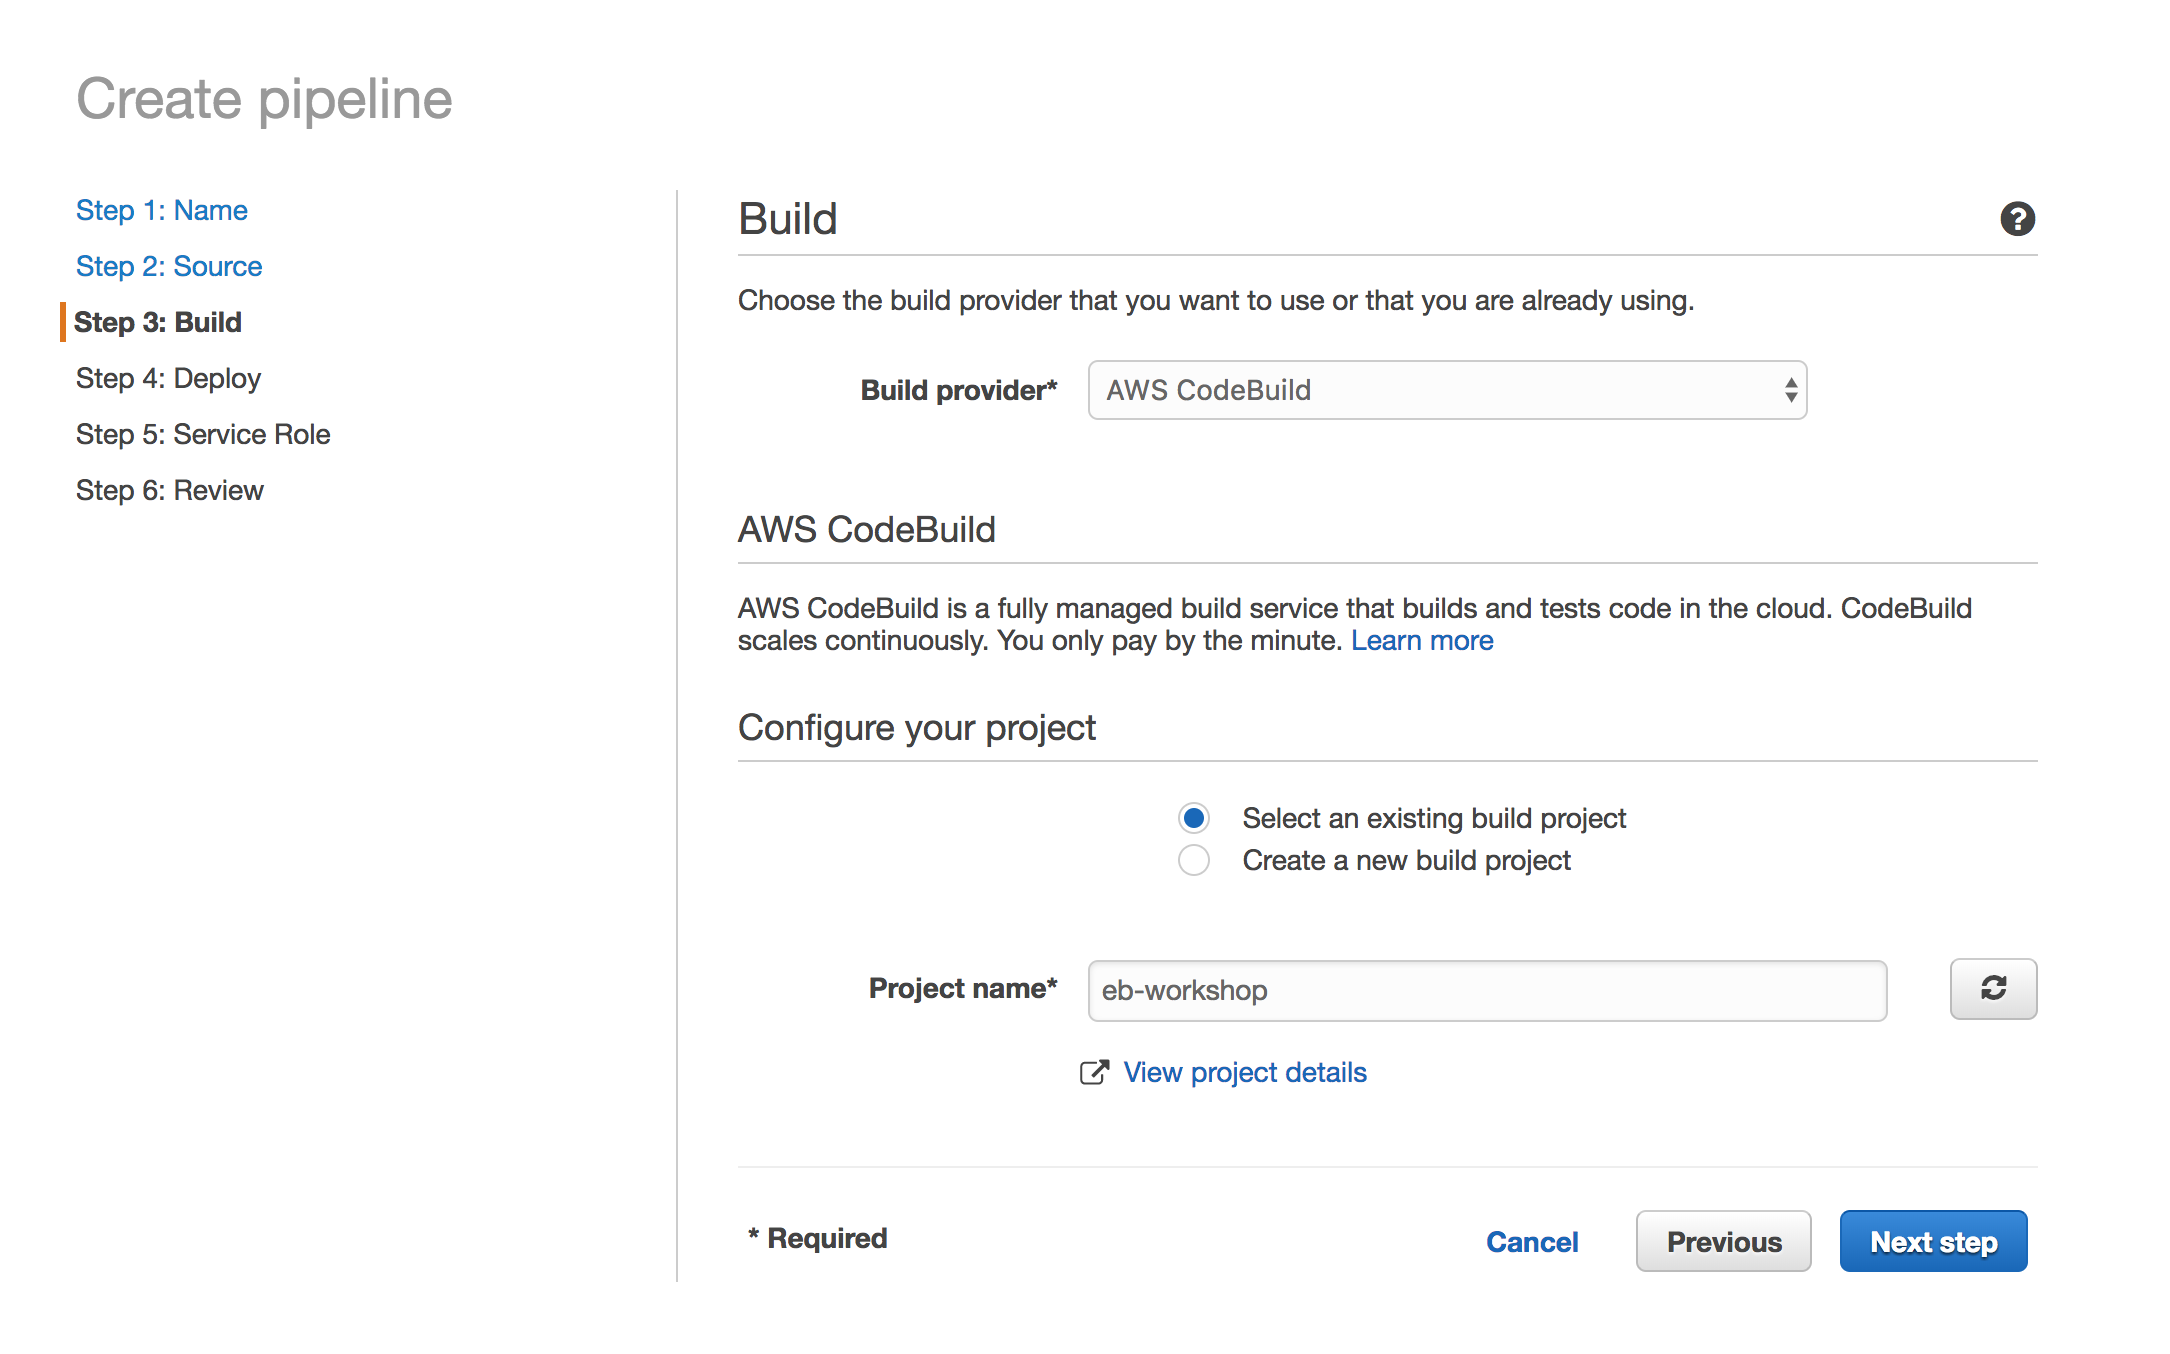 Create pipeline
Step 1: Name
Step 2: Source
Step 3: Build
Step 4: Deploy
Step 5: Service Role
Step 6: Review
Build
?
Choose the build provider that you want to use or that you are already using.
Build provider* AWS CodeBuild
AWS CodeBuild
AWS CodeBuild is a fully managed build service that builds and tests code in the cloud. CodeBuild
scales continuously. You only pay by the minute. Learn more
Configure your project
Select an existing build project
Create a new build project
Project name* eb-workshop
View project details
* Required Cancel Previous Next step